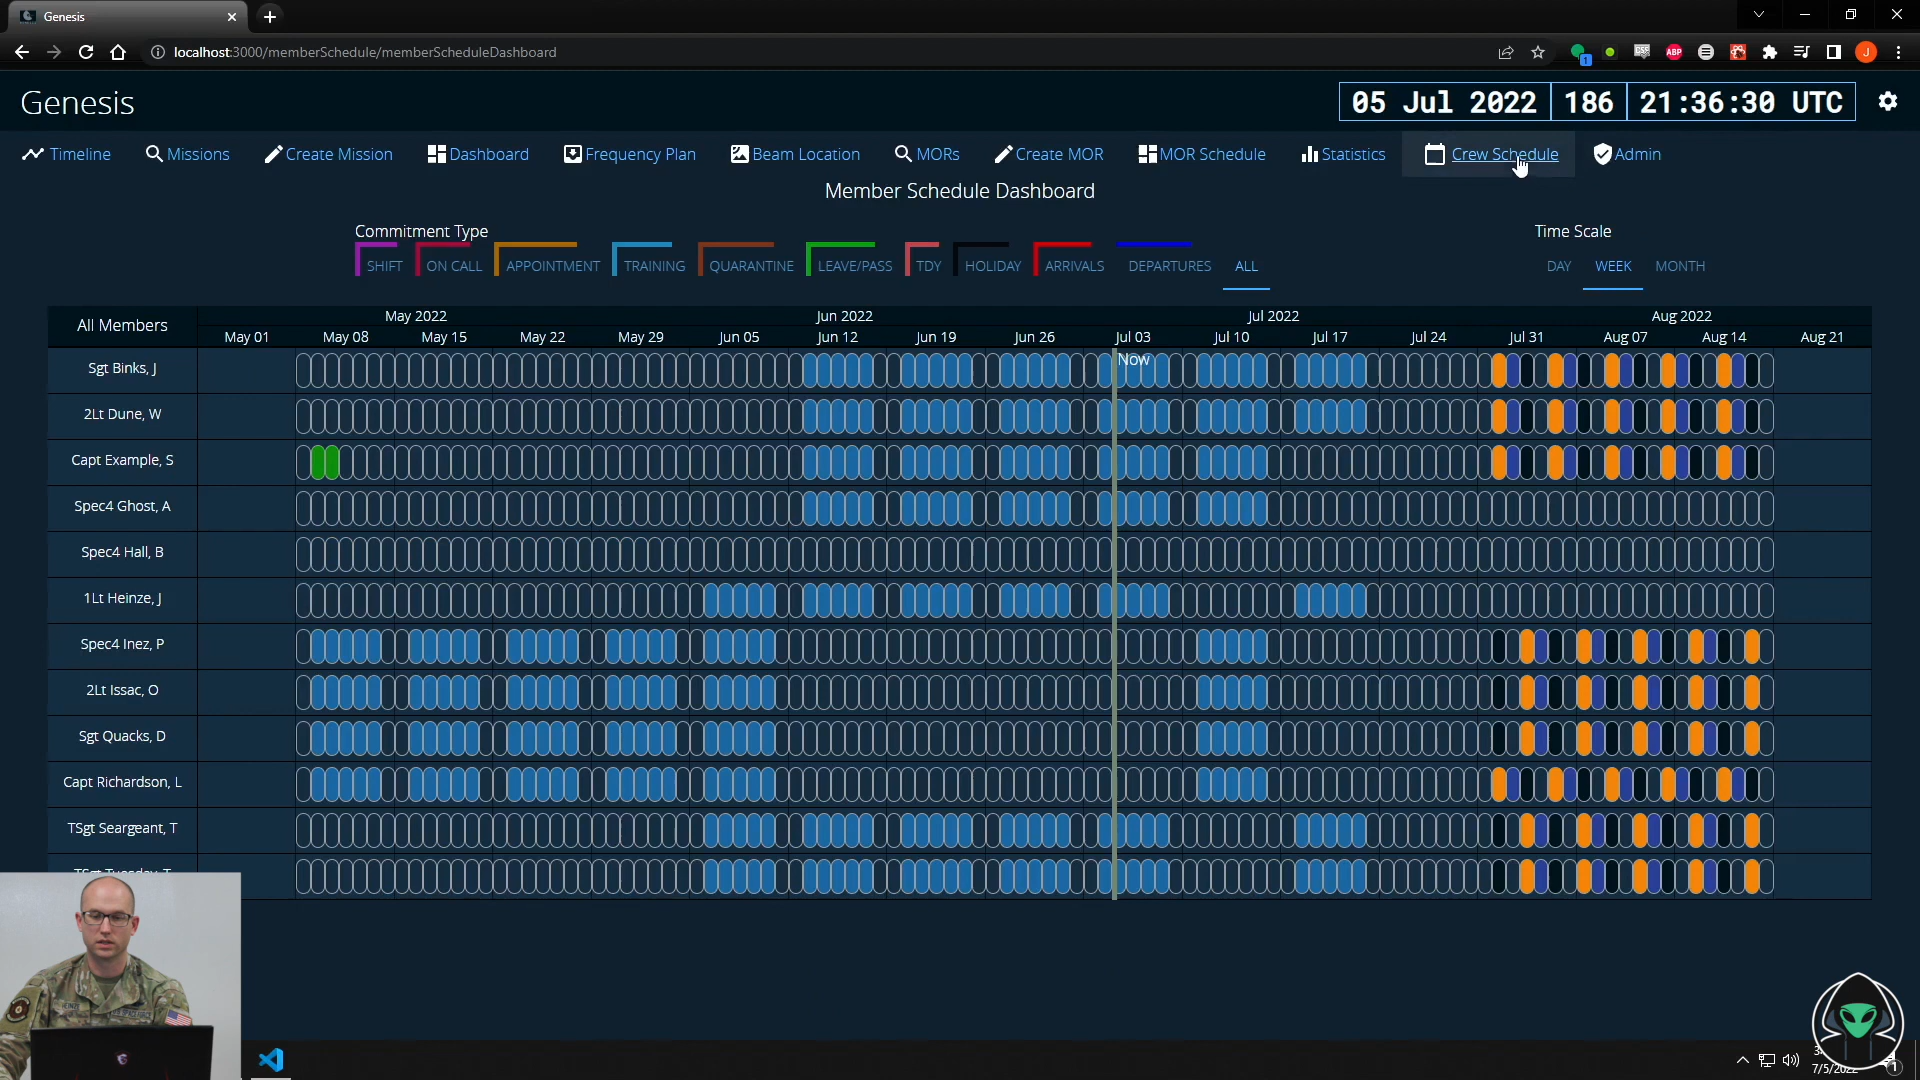 Genesis
localhost:3000/memberSchedule/memberScheduleDashboard
Genesis
05 Jul 2022 186 21:36:30 UTC
Timeline Missions Create Mission Dashboard Frequency Plan Beam Location MORs Create MOR MOR Schedule Statistics Crew Schedule Admin
Member Schedule Dashboard
Commitment Type Time Scale
SHIFT ON CALL APPOINTMENT TRAINING QUARANTINE LEAVE/PASS TDY HOLIDAY ARRIVALS DEPARTURES ALL DAY WEEK MONTH
All Members
May 2022 Jun 2022 Jul 2022 Aug 2022
May 01 May 08 May 15 May 22 May 29 Jun 05 Jun 12 Jun 19 Jun 26 Jul 03 Jul 10 Jul 17 Jul 24 Jul 31 Aug 07 Aug 14 Aug 21
Now
Sgt Binks, J
2Lt Dune, W
Capt Example, S
Spec4 Ghost, A
Spec4 Hall, B
1Lt Heinze, J
Spec4 Inez, P
2Lt Issac, O
Sgt Quacks, D
Capt Richardson, L
TSgt Seargeant, T
TSgt Tuesday, T